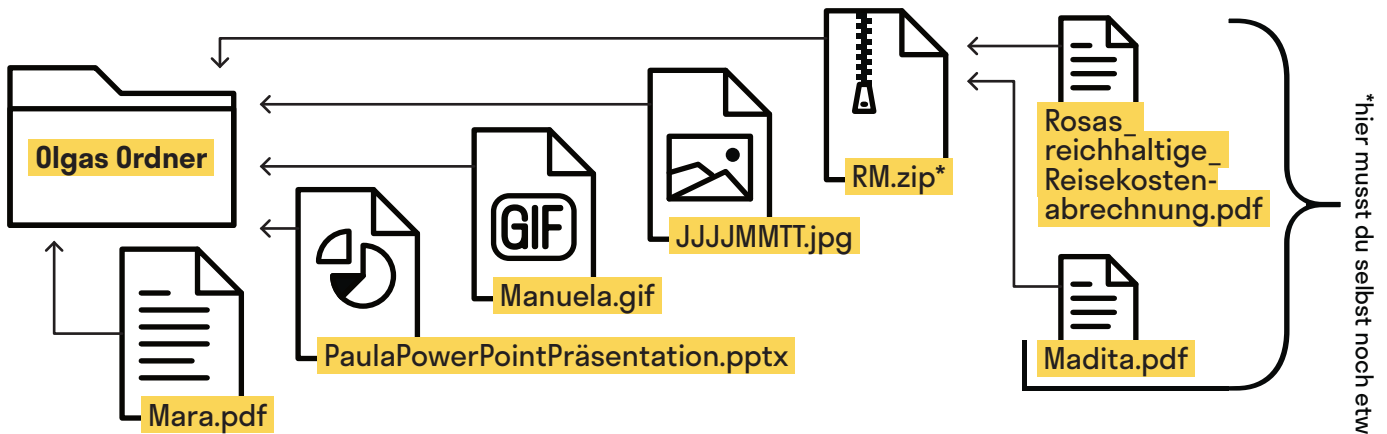 Olgas Ordner
Mara.pdf
PaulaPowerPointPräsentation.pptx
GIF
Manuela.gif
JJJJMMTT.jpg
RM.zip*
Rosas_
reichhaltige_
Reisekosten-
abrechnung.pdf
Madita.pdf
*hier musst du selbst noch etw